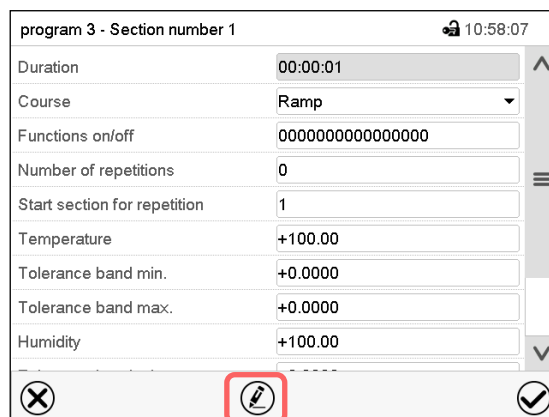 program 3 - Section number 1 10:58:07
Duration 00:00:01
Course Ramp
Functions on/off 0000000000000000
Number of repetitions 0
Start section for repetition 1
Temperature +100.00
Tolerance band min. +0.0000
Tolerance band max. +0.0000
Humidity +100.00